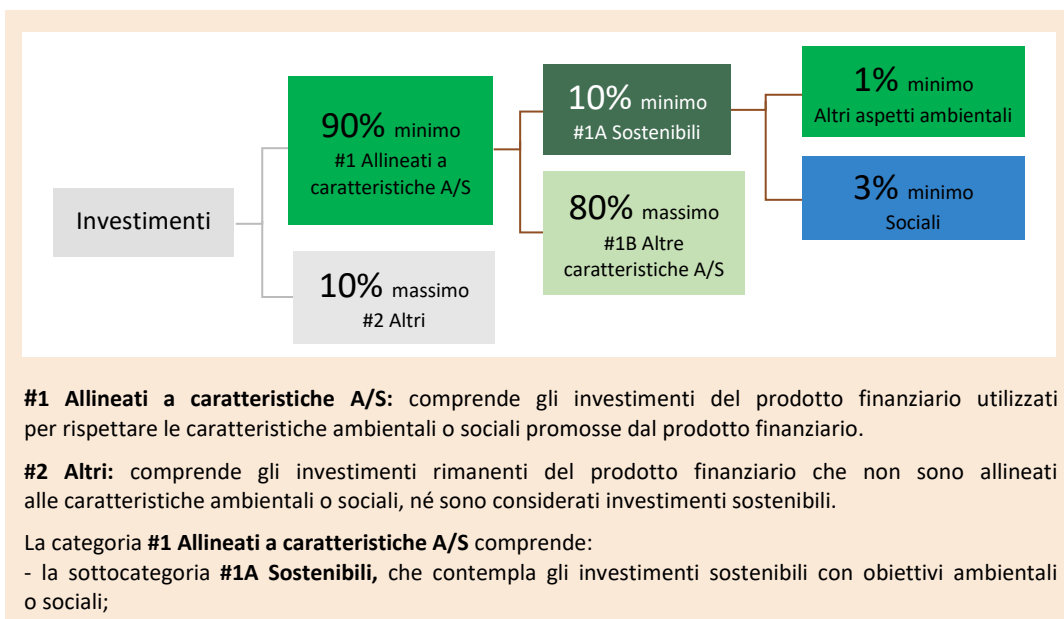 Investimenti
90% minimo
#1 Allineati a
caratteristiche A/S
10% massimo
#2 Altri
10% minimo
#1A Sostenibili
80% massimo
#1B Altre
caratteristiche A/S
1% minimo
Altri aspetti ambientali
3% minimo
Sociali
#1 Allineati a caratteristiche A/S: comprende gli investimenti del prodotto finanziario utilizzati
per rispettare le caratteristiche ambientali o sociali promosse dal prodotto finanziario.
#2 Altri: comprende gli investimenti rimanenti del prodotto finanziario che non sono allineati
alle caratteristiche ambientali o sociali, né sono considerati investimenti sostenibili.
La categoria #1 Allineati a caratteristiche A/S comprende:
- la sottocategoria #1A Sostenibili, che contempla gli investimenti sostenibili con obiettivi ambientali
o sociali;